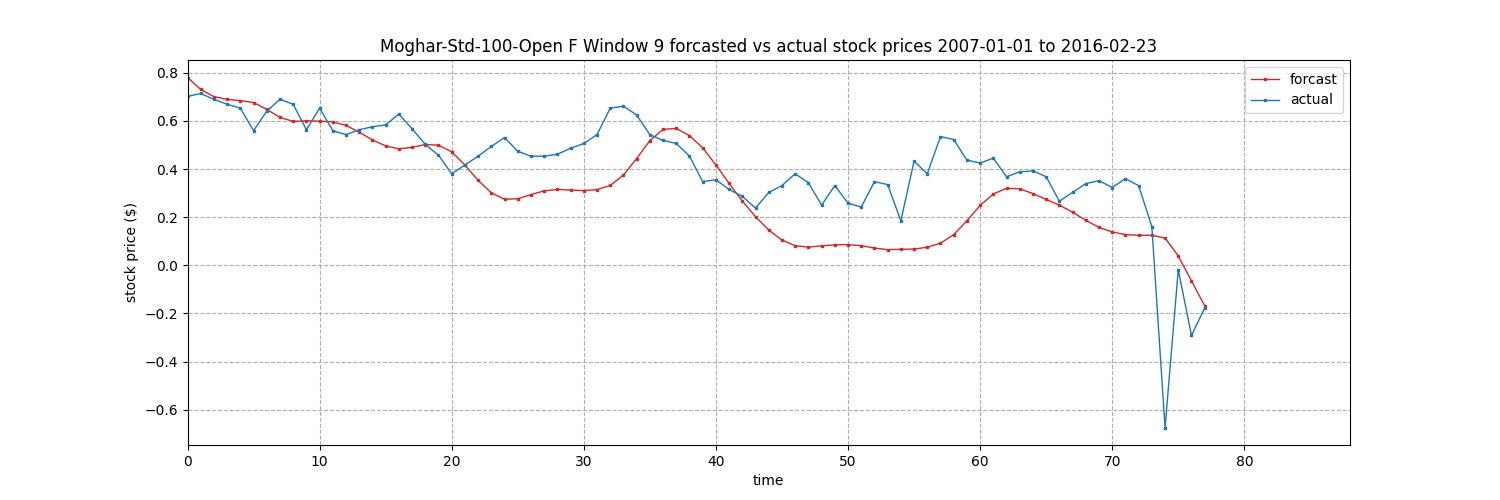 Moghar-Std-100-Open F Window 9 forcasted vs actual stock prices 2007-01-01 to 2016-02-23
forcast
actual
stock price ($)
0.8
0.6
0.4
0.2
0.0
−0.2
−0.4
−0.6
0 10 20 30 40 50 60 70 80
time